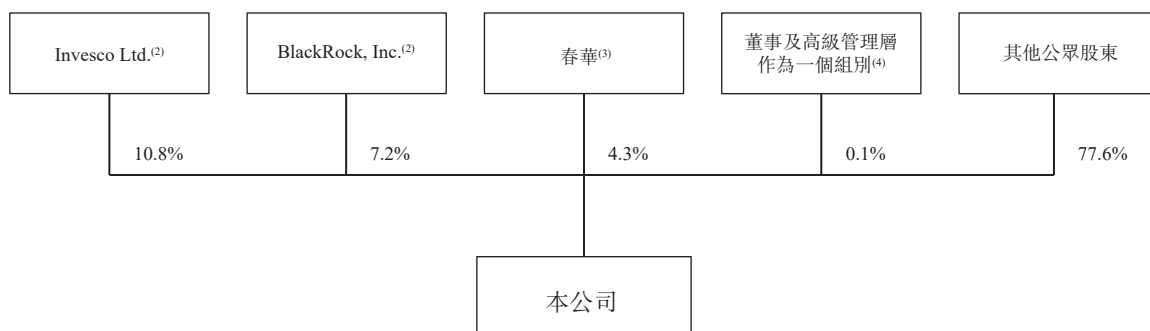 Invesco Ltd.(2)
BlackRock, Inc.(2)
春華(3)
董事及高級管理層
作為一個組別(4)
其他公眾股東
10.8%
7.2%
4.3%
0.1%
77.6%
本公司